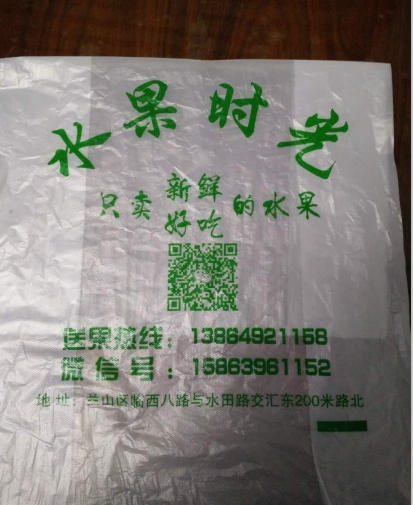 水果时光
只卖新鲜好吃的水果
送果热线：13864921158
微信号：15863961152
地址：兰山区临西八路与水田路交汇东200米路北